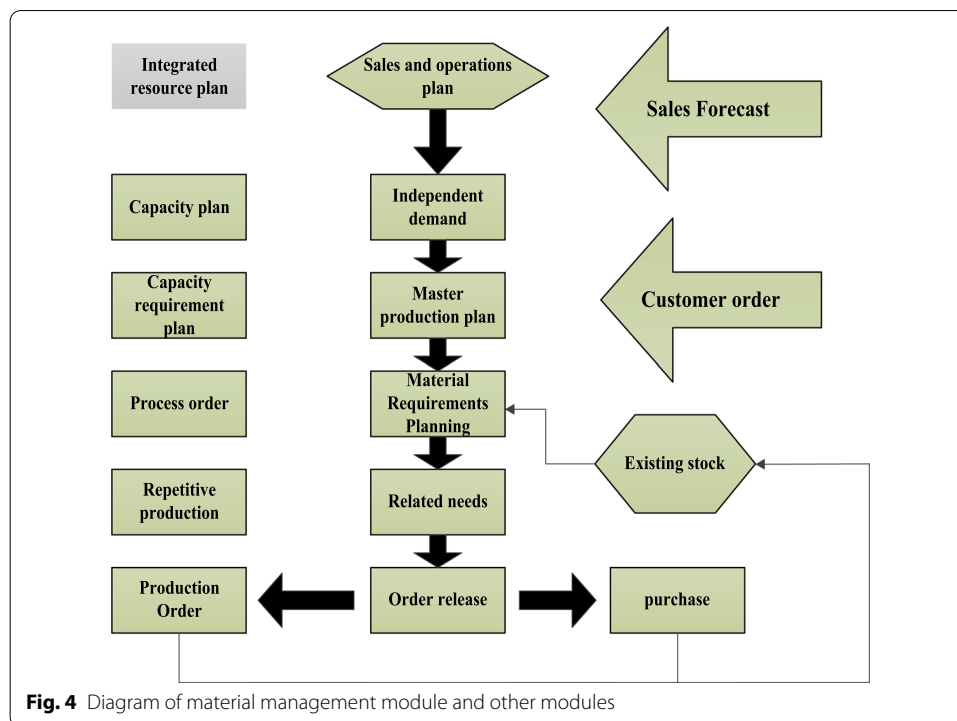 Integrated
resource plan
Sales and operations
plan
Sales Forecast
Capacity plan
Independent
demand
Capacity
requirement
plan
Master
production plan
Customer order
Process order
Material
Requirements
Planning
Existing stock
Repetitive
production
Related needs
Production
Order
Order release
purchase
Fig. 4 Diagram of material management module and other modules